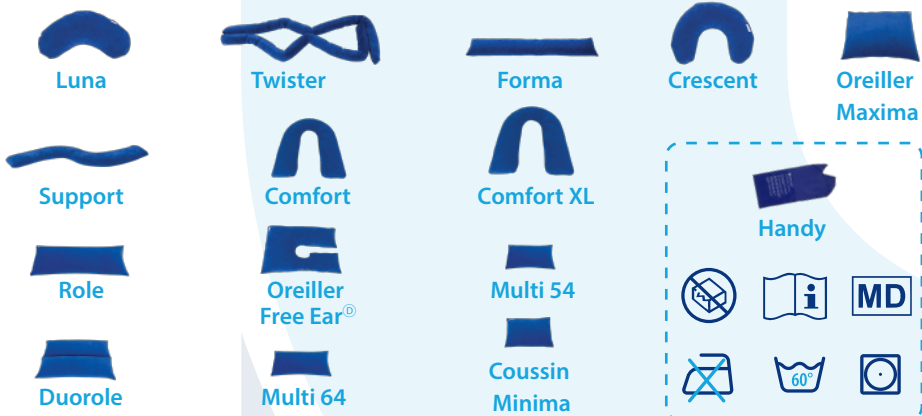 Luna
Twister
Forma
Crescent
Oreiller
Maxima
Support
Comfort
Comfort XL
Handy
Role
Oreiller
Free Earⓓ
Multi 54
MD
Duorole
Multi 64
Coussin
Minima
60°